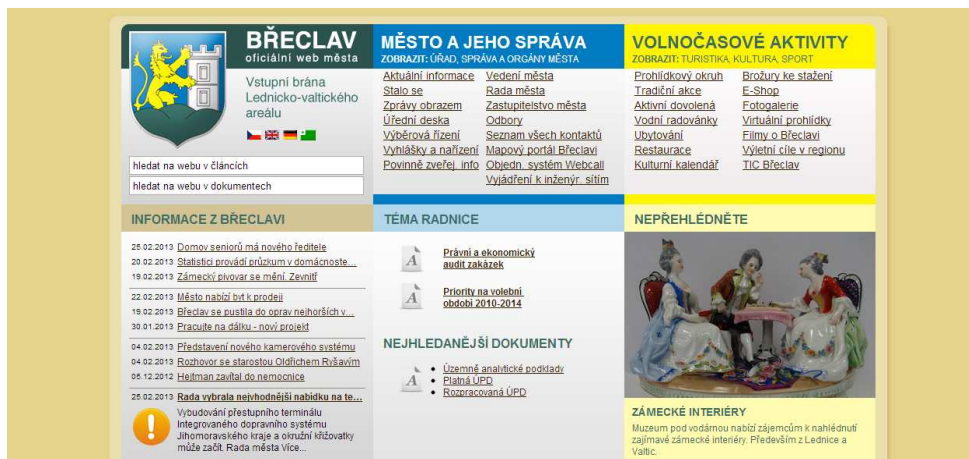 BŘECLAV
oficiální web města
Vstupní brána
Lednicko-valtického
areálu
hledat na webu v článcích
hledat na webu v dokumentech
MĚSTO A JEHO SPRÁVA
ZOBRAZIT: ÚŘAD, SPRÁVA A ORGÁNY MĚSTA
Aktuální informace
Stalo se
Zprávy obrazem
Úřední deska
Výběrová řízení
Vyhlášky a nařízení
Povinně zveřej. info
Vedení města
Rada města
Zastupitelstvo města
Odbory
Seznam všech kontaktů
Mapový portál Břeclavi
Objedn. systém Webcall
Vyjádření k inženýr. sítím
VOLNOČASOVÉ AKTIVITY
ZOBRAZIT: TURISTIKA, KULTURA, SPORT
Prohlídkový okruh
Tradiční akce
Aktivní dovolená
Vodní radovánky
Ubytování
Restaurace
Kulturní kalendář
Brožury ke stažení
E-Shop
Fotogalerie
Virtuální prohlídky
Filmy o Břeclavi
Výletní cíle v regionu
TIC Břeclav
INFORMACE Z BŘECLAVI
25.02.2013 Domov seniorů má nového ředitele
20.02.2013 Statistici provádí průzkum v domácnoste...
19.02.2013 Zámecký pivovar se mění. Zevnitř
22.02.2013 Město nabízí byt k prodeji
19.02.2013 Břeclav se pustila do oprav nejhorších v...
30.01.2013 Pracujte na dálku - nový projekt
04.02.2013 Představení nového kamerového systému
04.02.2013 Rozhovor se starostou Oldřichem Ryšavým
05.12.2012 Hejtman zavítal do nemocnice
25.02.2013 Rada vybrala nejvhodnější nabídku na te...
Vybudování přestupního terminálu
Integrovaného dopravního systému
Jihomoravského kraje a okružní křižovatky
může začít. Rada města Více...
TÉMA RADNICE
Právní a ekonomický
audit zakázek
Priority na volební
období 2010-2014
NEJHLEDANĚJŠÍ DOKUMENTY
Územně analytické podklady
Platná ÚPD
Rozpracovaná ÚPD
NEPŘEHLÉDNĚTE
ZÁMECKÉ INTERIÉRY
Muzeum pod vodárnou nabízí zájemcům k nahlédnutí
zajímavé zámecké interiéry. Především z Lednice a
Valtic.